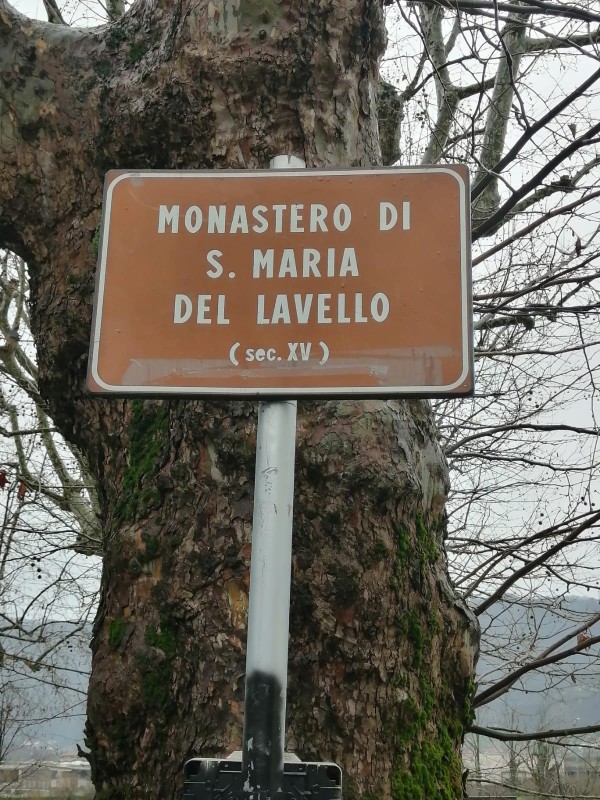 MONASTERO DI
S. MARIA
DEL LAVELLO
(sec. XV)